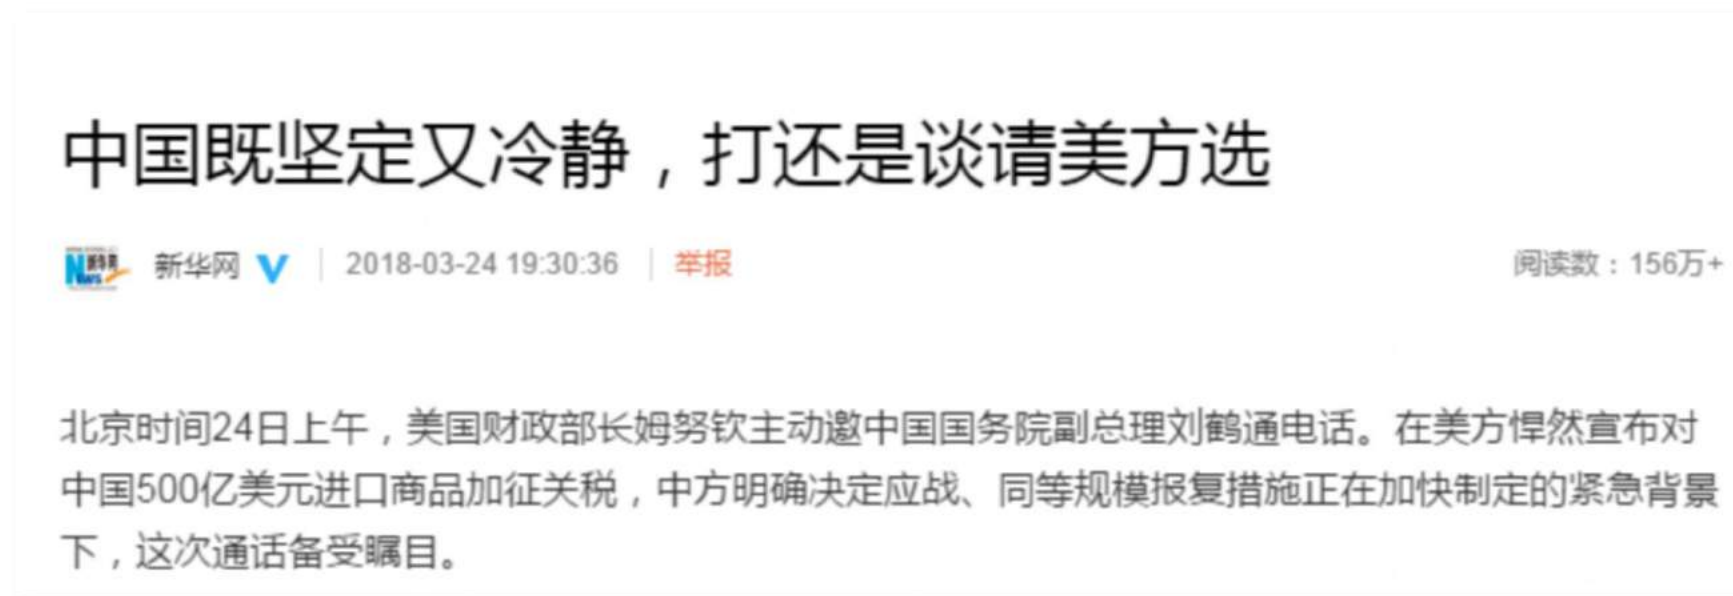 中国既坚定又冷静，打还是谈请美方选
新华网 2018-03-24 19:30:36 举报 阅读数：156万+
北京时间24日上午，美国财政部长姆努钦主动邀中国国务院副总理刘鹤通电话。在美方悍然宣布对
中国500亿美元进口商品加征关税，中方明确决定应战、同等规模报复措施正在加快制定的紧急背景
下，这次通话备受瞩目。